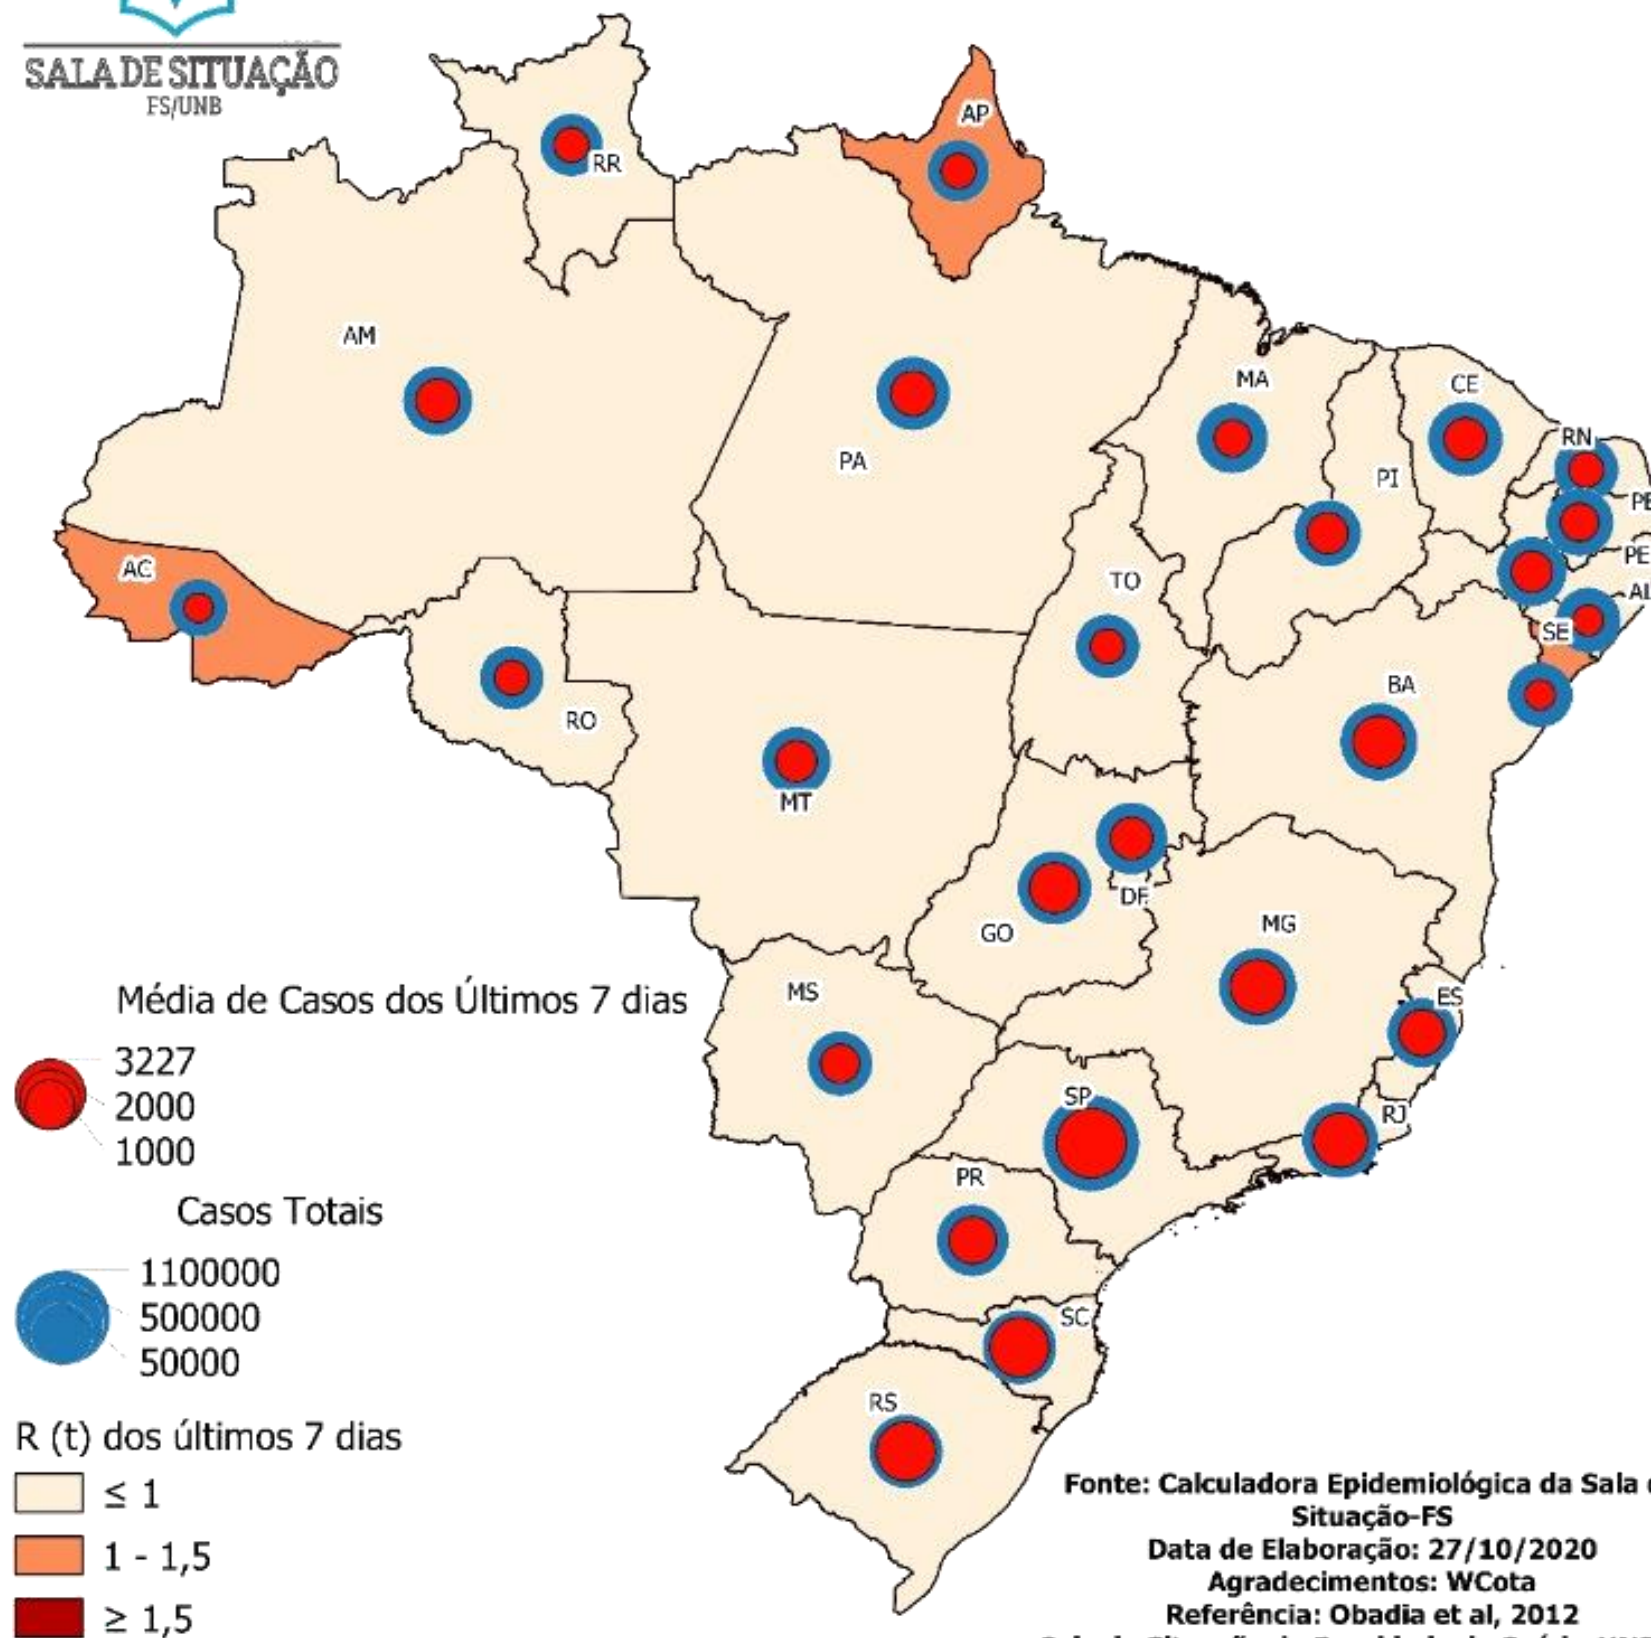 SALA DE SITUAÇÃO
FS/UNB
RR
AP
AM
PA
MA
CE
RN
PI
PE
AC
TO
SE
RO
BA
MT
DF
GO
MG
MS
ES
SP
RJ
PR
SC
RS
Média de Casos dos Últimos 7 dias
3227
2000
1000
Casos Totais
1100000
500000
50000
R (t) dos últimos 7 dias
≤ 1
1 - 1,5
≥ 1,5
Fonte: Calculadora Epidemiológica da Sala
Situação-FS
Data de Elaboração: 27/10/2020
Agradecimentos: WCota
Referência: Obadia et al, 2012